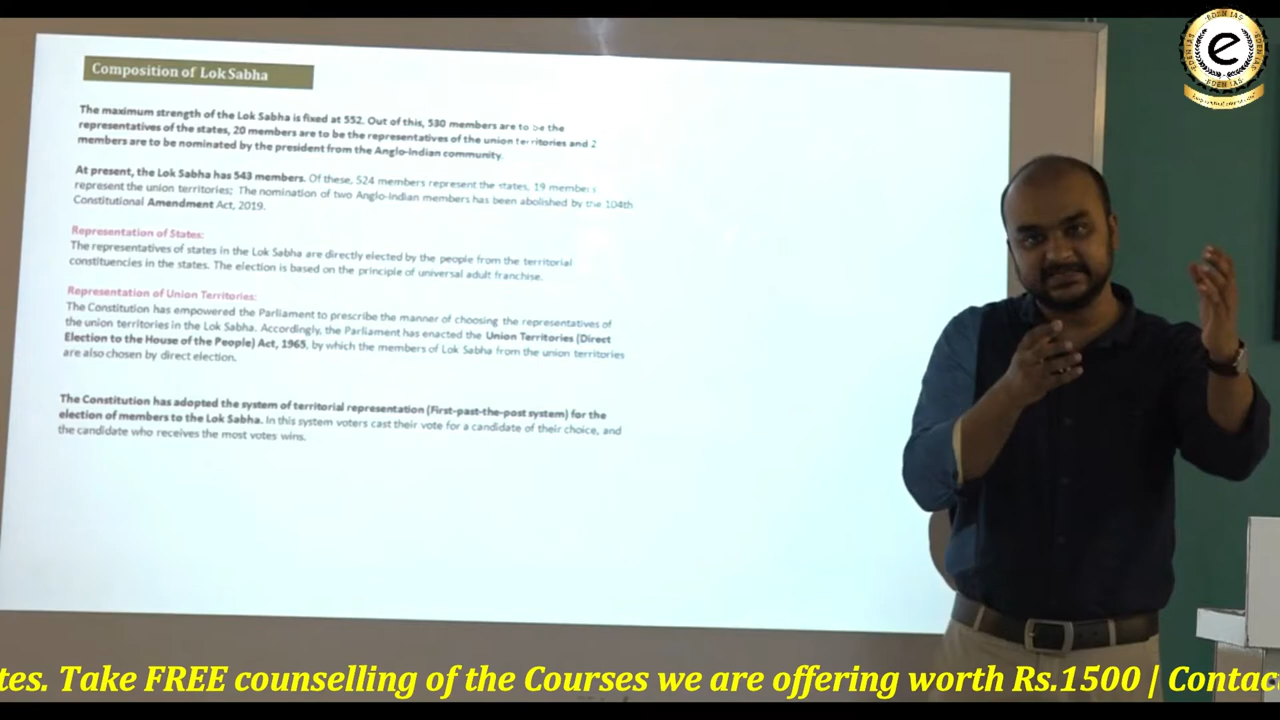 Composition of Lok Sabha
The maximum strength of the Lok Sabha is fixed at 552. Out of this, 530 members are to be the
representatives of the states, 20 members are to be the representatives of the union territories and 2
members are to be nominated by the president from the Anglo-Indian community.
At present, the Lok Sabha has 543 members. Of these, 524 members represent the states, 19 members
represent the union territories; The nomination of two Anglo-Indian members has been abolished by the 104th
Constitutional Amendment Act, 2019.
Representation of States:
The representatives of states in the Lok Sabha are directly elected by the people from the territorial
constituencies in the states. The election is based on the principle of universal adult franchise.
Representation of Union Territories:
The Constitution has empowered the Parliament to prescribe the manner of choosing the representatives of
the union territories in the Lok Sabha. Accordingly, the Parliament has enacted the Union Territories (Direct
Election to the House of the People) Act, 1965, by which the members of Lok Sabha from the union territories
are also chosen by direct election.
The Constitution has adopted the system of territorial representation (First-past-the-post system) for the
election of members to the Lok Sabha. In this system voters cast their vote for a candidate of their choice, and
the candidate who receives the most votes wins.
EDEN IAS
EDEN IAS
EDEN IAS
EDEN IAS
e
tes. Take FREE counselling of the Courses we are offering worth Rs.1500 | Contac